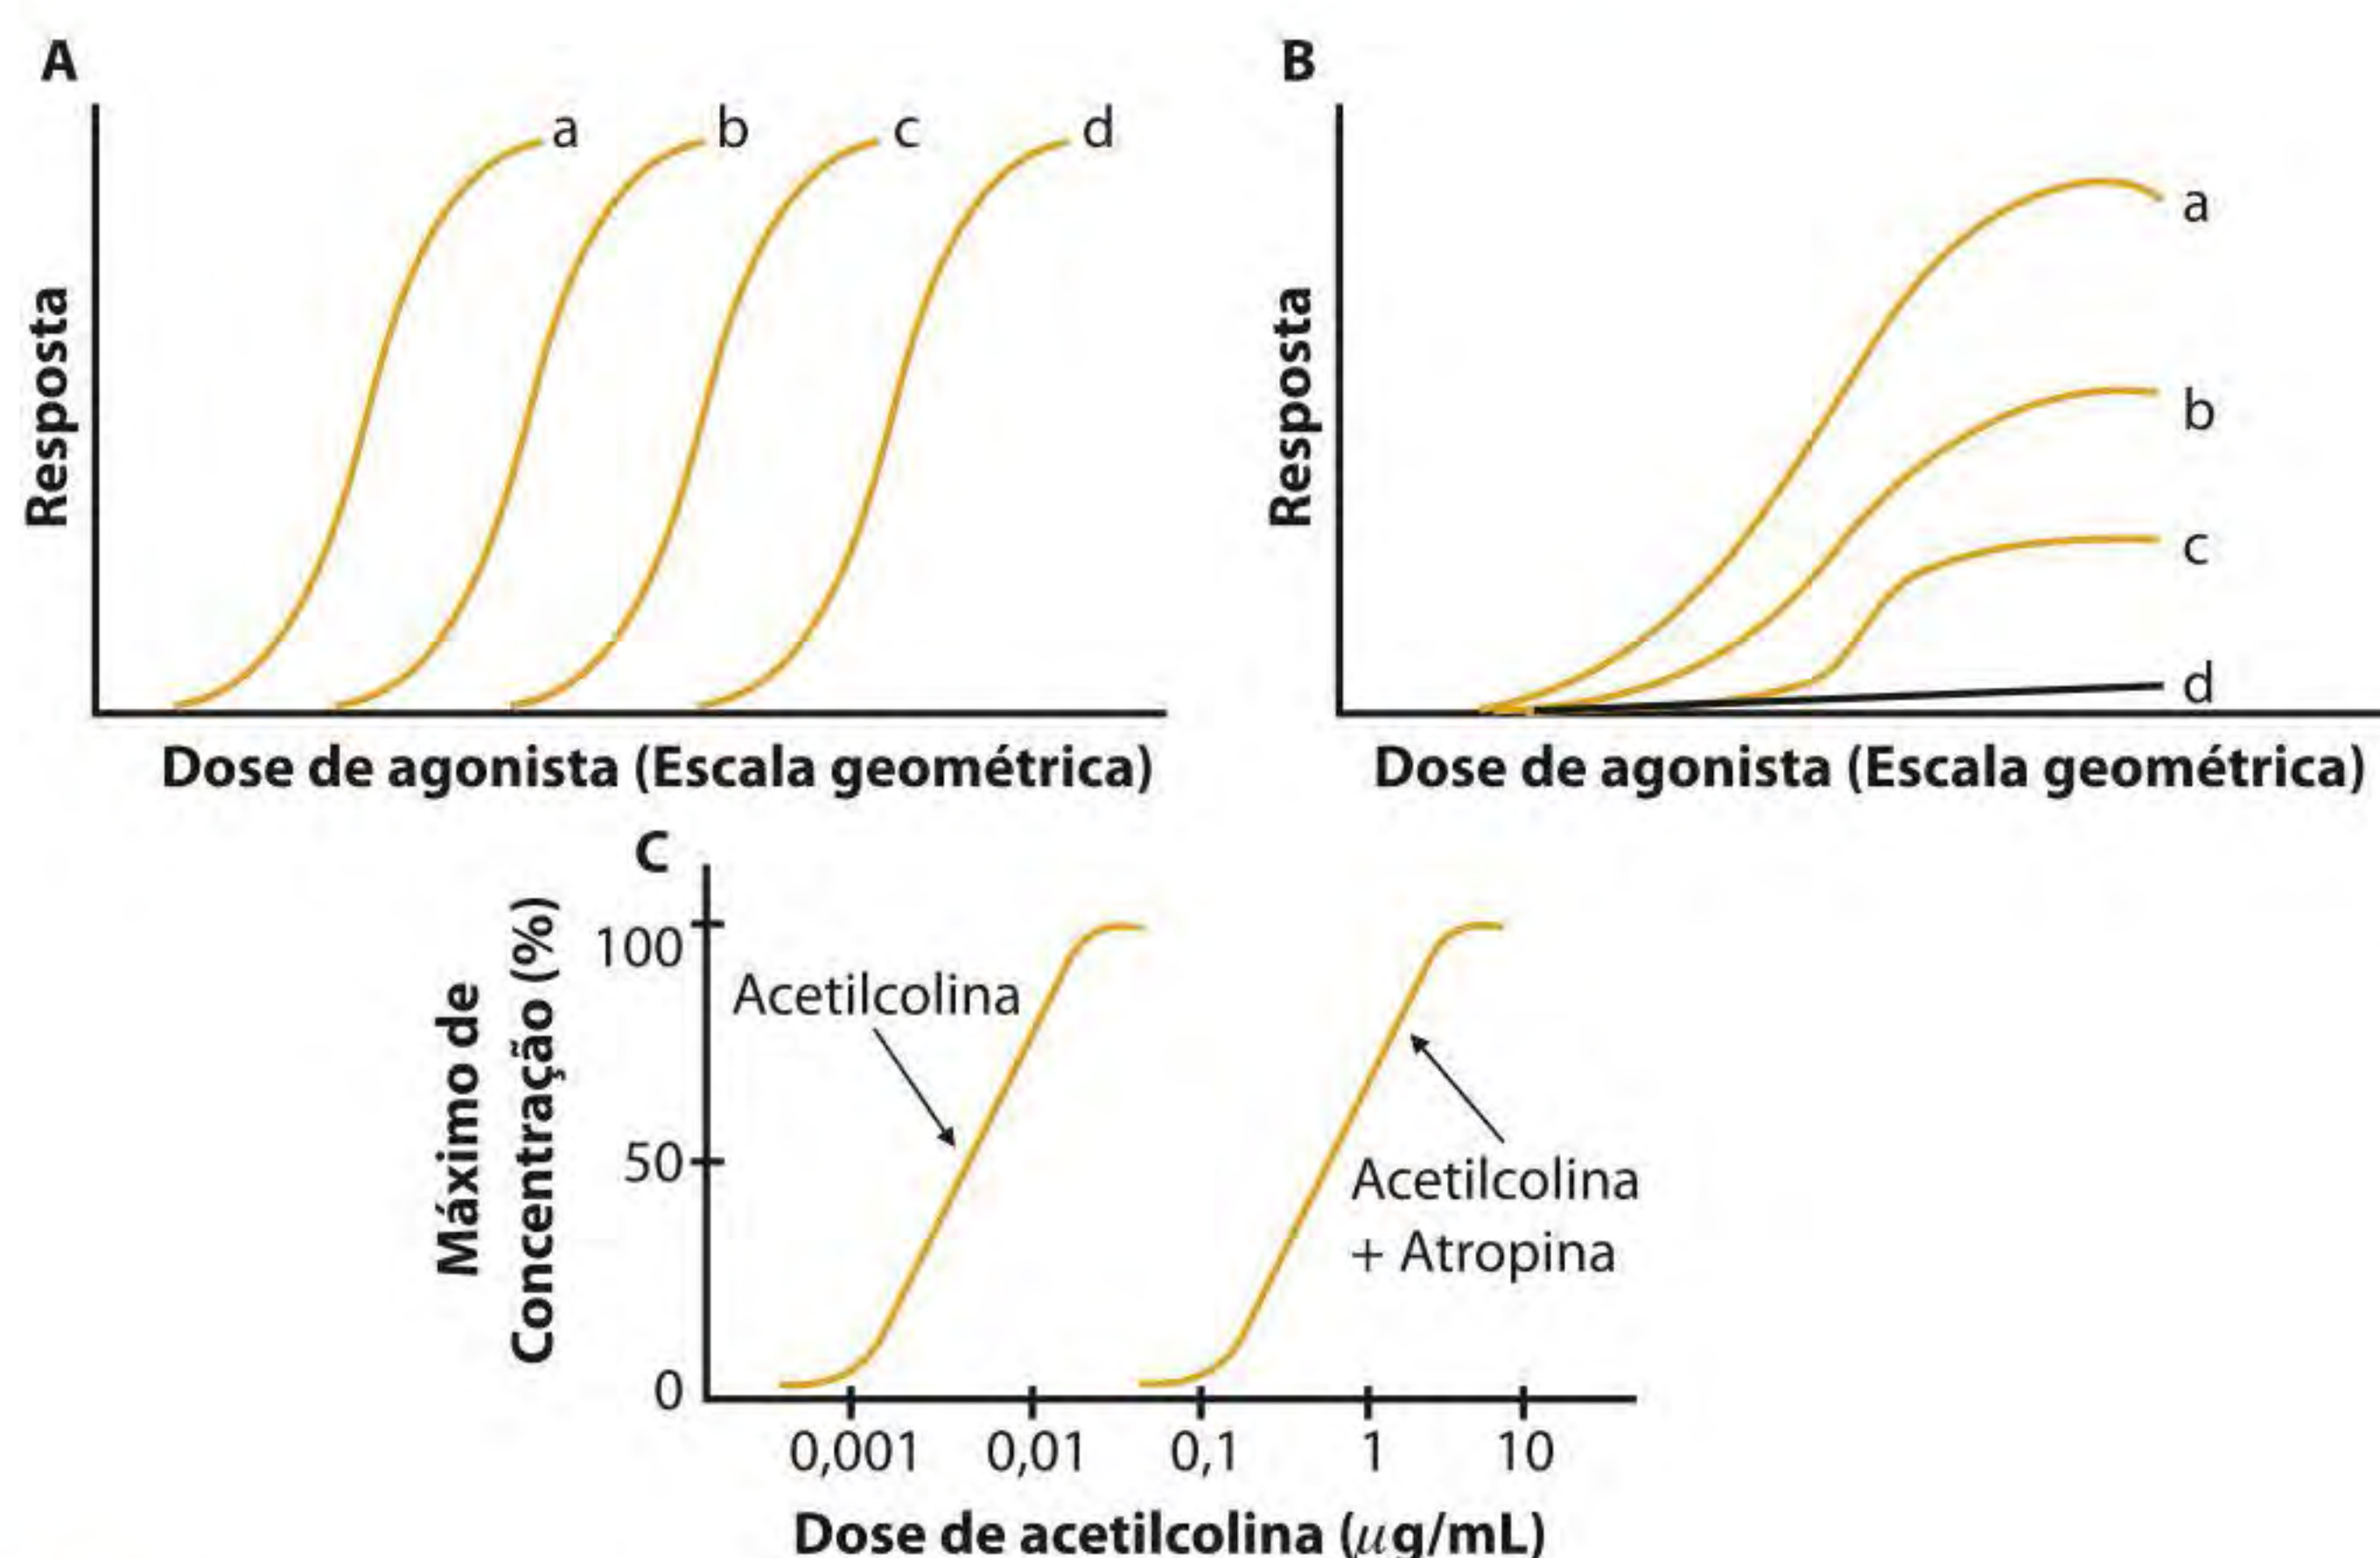 A
a
b
c
d
Resposta
Dose de agonista (Escala geométrica)
B
a
b
c
d
Resposta
Dose de agonista (Escala geométrica)
C
Máximo de
Concentração (%)
100
50
0
Acetilcolina
Acetilcolina
+ Atropina
0,001 0,01 0,1 1 10
Dose de acetilcolina (μg/mL)